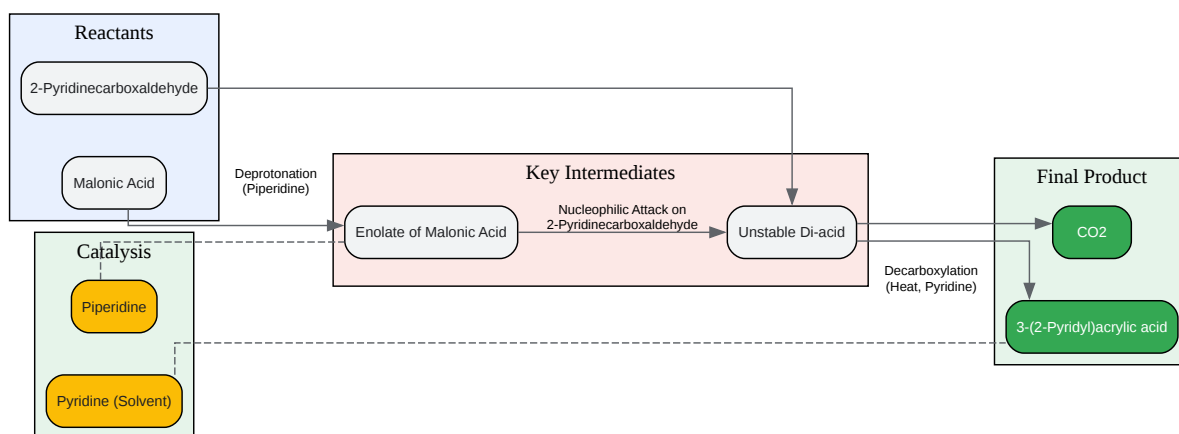 Reactants
2-Pyridinecarboxaldehyde
Malonic Acid
Deprotonation
(Piperidine)
Key Intermediates
Enolate of Malonic Acid
Nucleophilic Attack on
2-Pyridinecarboxaldehyde
Unstable Di-acid
Decarboxylation
(Heat, Pyridine)
Final Product
CO2
3-(2-Pyridyl)acrylic acid
Catalysis
Piperidine
Pyridine (Solvent)